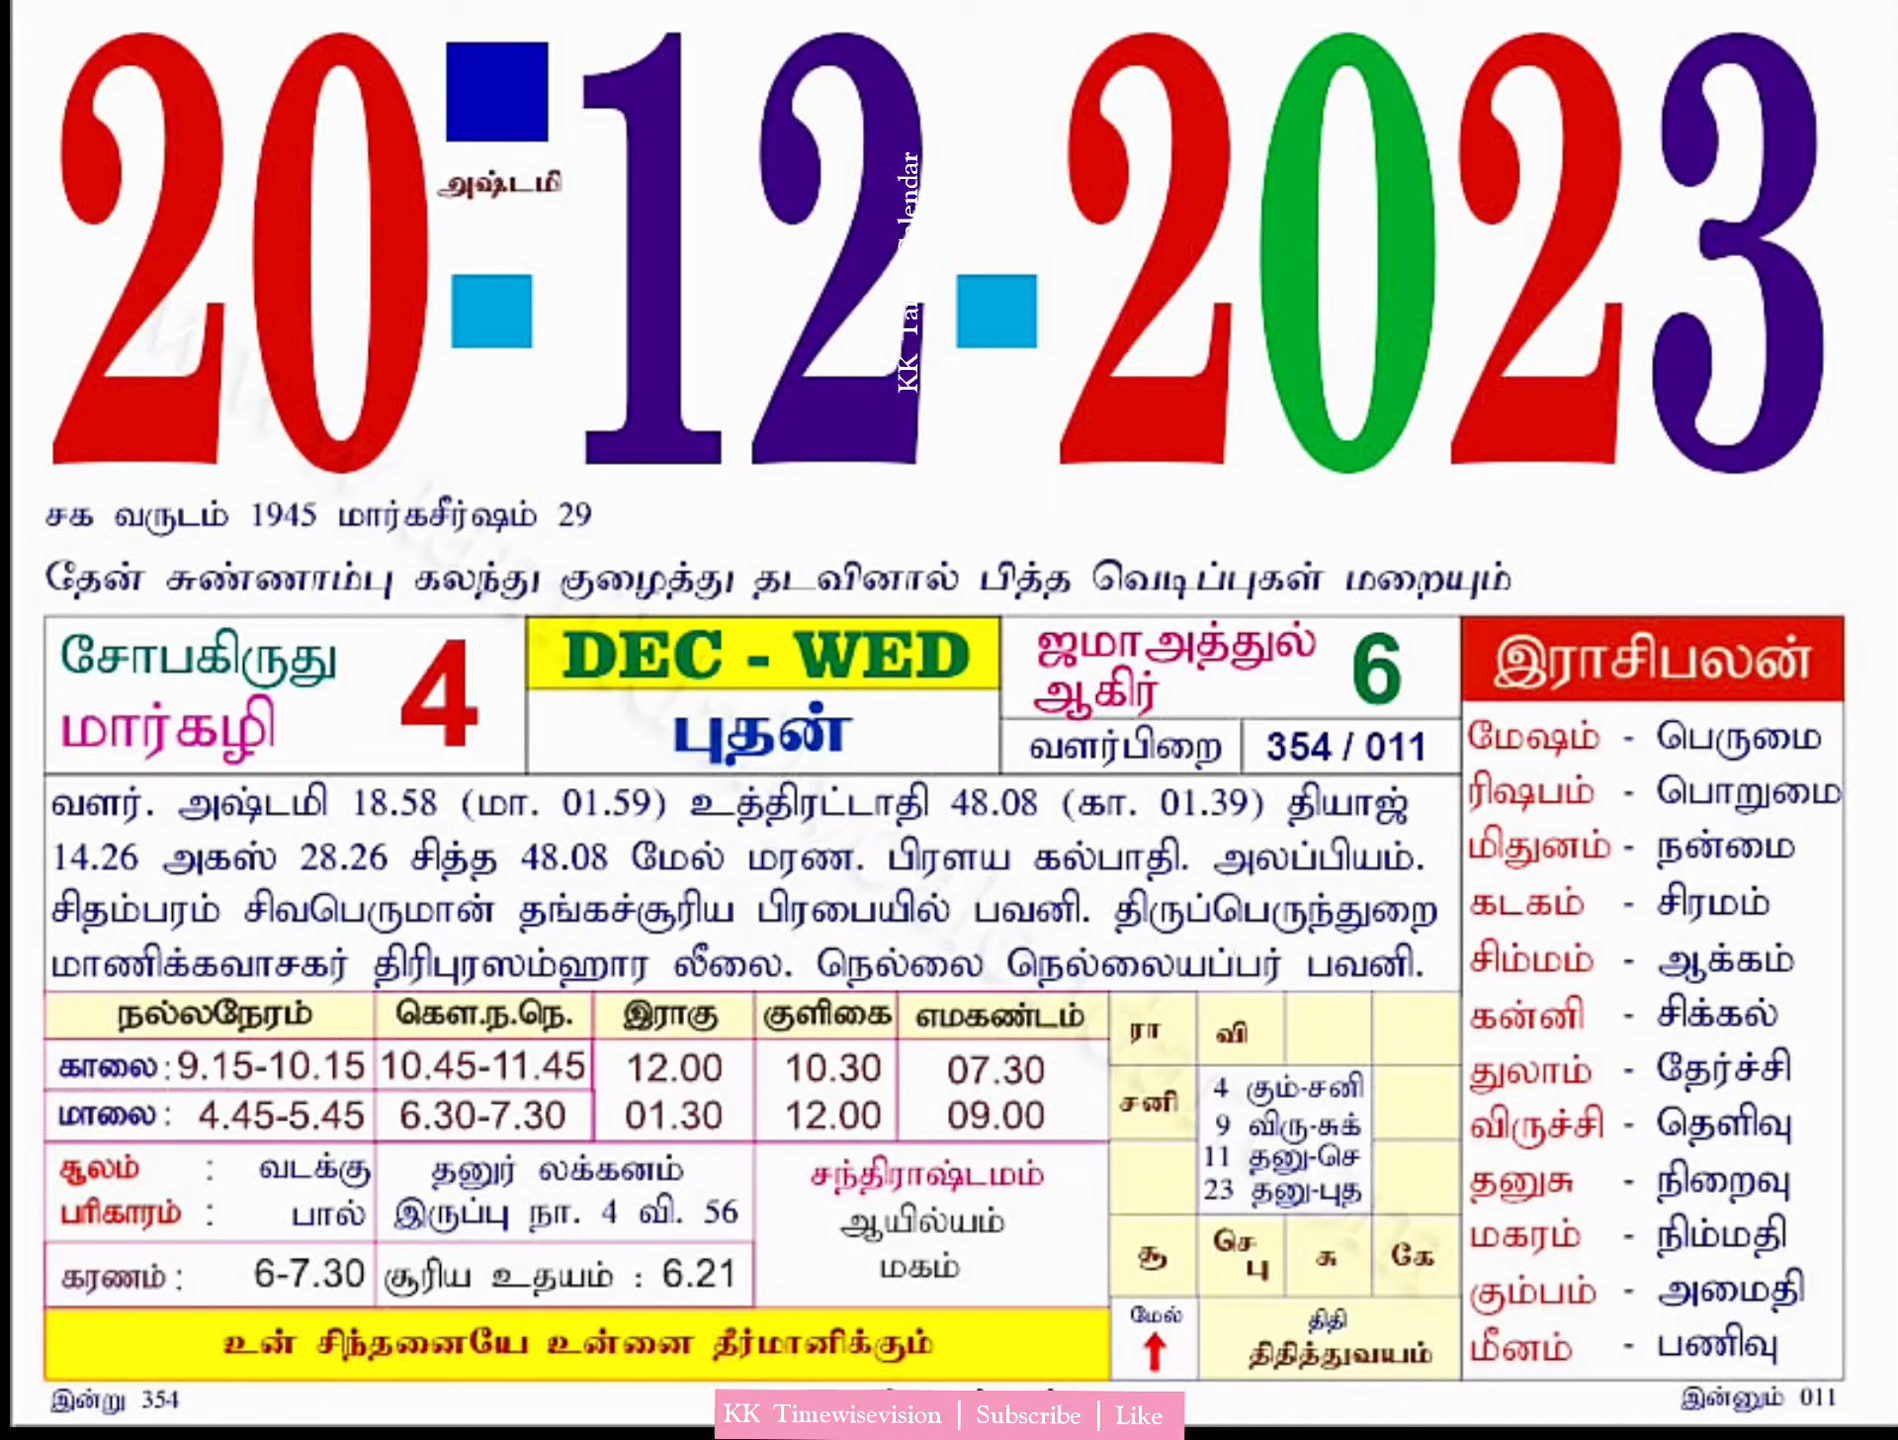 20-12-2023
அஷ்டமி
KK
Calendar
சக வருடம் 1945 மார்கசீர்ஷம் 29
தேன் சுண்ணாம்பு கலந்து குழைத்து தடவினால் பித்த வெடிப்புகள் மறையும்
சோபகிருது
மார்கழி
4
DEC - WED
புதன்
ஜமாஅத்துல்
ஆகிர்
6
வளர்பிறை
354 / 011
வளர். அஷ்டமி 18.58 (மா. 01.59) உத்திரட்டாதி 48.08 (கா. 01.39) தியாஜ்
14.26 அகஸ் 28.26 சித்த 48.08 மேல் மரண. பிரளய கல்பாதி. அலப்பியம்.
சிதம்பரம் சிவபெருமான் தங்கச்சூரிய பிரபையில் பவனி. திருப்பெருந்துறை
மாணிக்கவாசகர் திரிபுரஸம்ஹார லீலை. நெல்லை நெல்லையப்பர் பவனி.
நல்லநேரம் கௌ.ந.நெ. இராகு குளிகை எமகண்டம்
காலை : 9.15-10.15 10.45-11.45 12.00 10.30 07.30
மாலை : 4.45-5.45 6.30-7.30 01.30 12.00 09.00
சூலம் : வடக்கு
பரிகாரம் : பால்
தனுர் லக்கனம்
இருப்பு நா. 4 வி. 56
கரணம் : 6-7.30
சூரிய உதயம் : 6.21
சந்திராஷ்டமம்
ஆயில்யம்
மகம்
உன் சிந்தனையே உன்னை தீர்மானிக்கும்
ரா வி
சனி
4 கும்-சனி
9 விரு-சுக்
11 தனு-செ
23 தனு-புத
சூ
செ
பு
சு
கே
மேல்
திதி
திதித்துவயம்
இராசிபலன்
மேஷம் - பெருமை
ரிஷபம் - பொறுமை
மிதுனம் - நன்மை
கடகம் - சிரமம்
சிம்மம் - ஆக்கம்
கன்னி - சிக்கல்
துலாம் - தேர்ச்சி
விருச்சி - தெளிவு
தனுசு - நிறைவு
மகரம் - நிம்மதி
கும்பம் - அமைதி
மீனம் - பணிவு
இன்று 354
KK Timewisevision | Subscribe | Like
இன்னும் 011